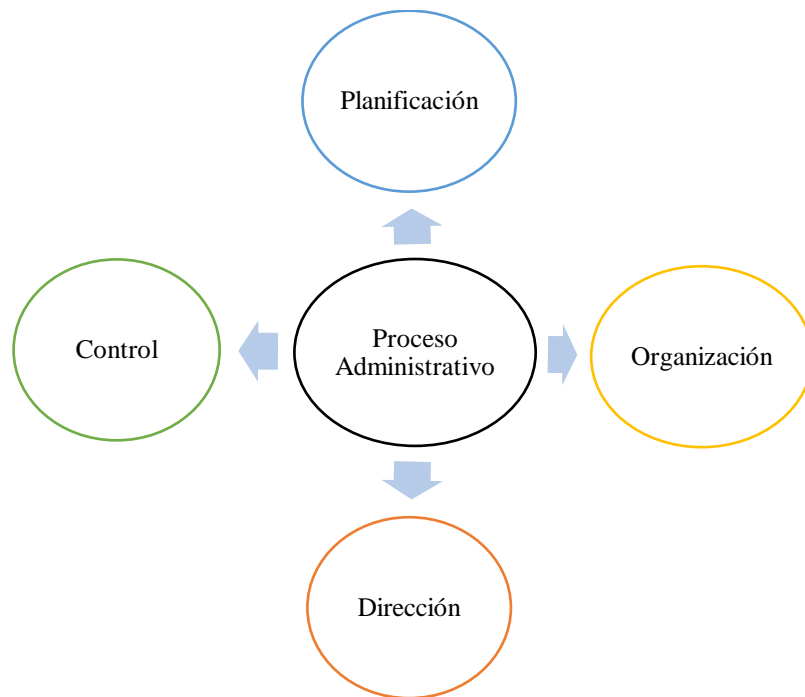 Planificación
Control
Proceso
Administrativo
Organización
Dirección